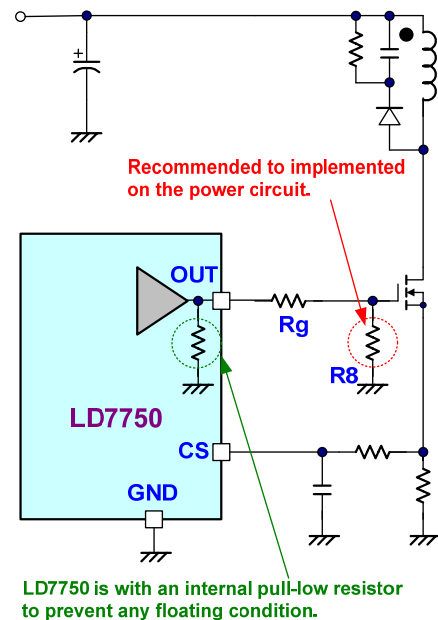 +
Recommended to implemented
on the power circuit.
OUT
Rg
R8
LD7750
CS
GND
LD7750 is with an internal pull-low resistor
to prevent any floating condition.